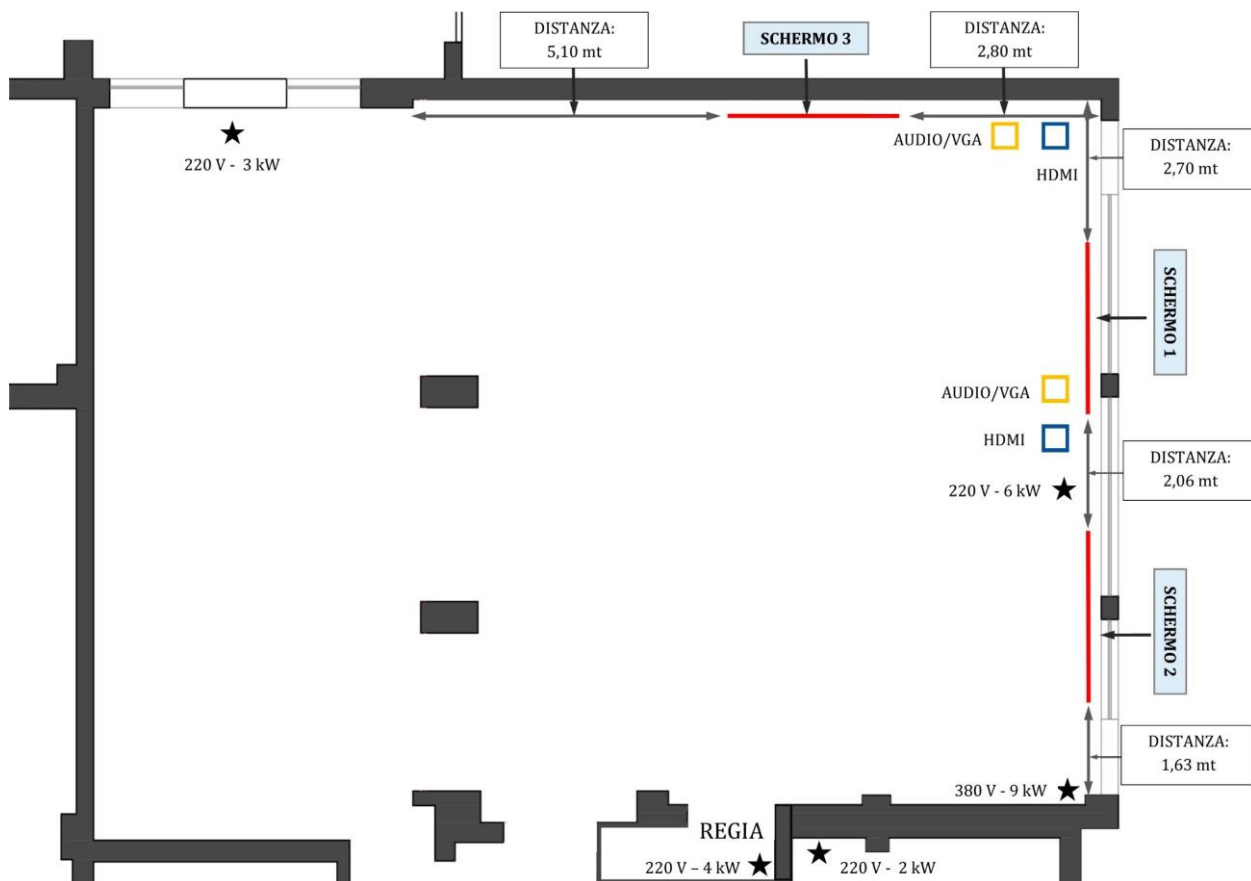 DISTANZA:
5,10 mt
SCHERMO 3
DISTANZA:
2,80 mt
AUDIO/VGA
HDMI
DISTANZA:
2,70 mt
220 V -  3 kW
SCHERMO 1
AUDIO/VGA
HDMI
DISTANZA:
2,06 mt
220 V - 6 kW
SCHERMO 2
DISTANZA:
1,63 mt
380 V - 9 kW
REGIA
220 V – 4 kW
220 V -  2 kW